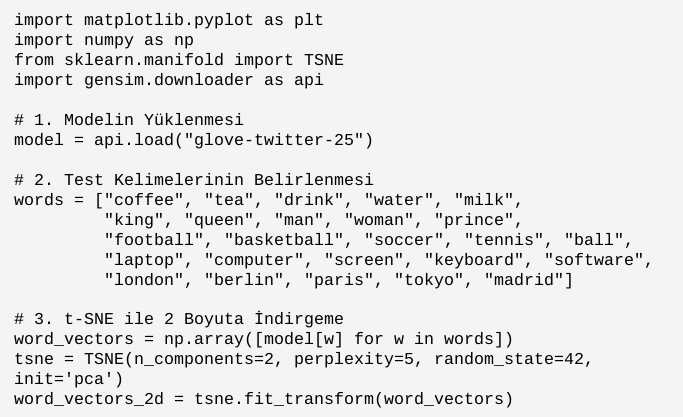 import matplotlib.pyplot as plt
import numpy as np
from sklearn.manifold import TSNE
import gensim.downloader as api

# 1. Modelin Yüklenmesi
model = api.load("glove-twitter-25")

# 2. Test Kelimelerinin Belirlenmesi
words = ["coffee", "tea", "drink", "water", "milk",
         "king", "queen", "man", "woman", "prince",
         "football", "basketball", "soccer", "tennis", "ball",
         "laptop", "computer", "screen", "keyboard", "software",
         "london", "berlin", "paris", "tokyo", "madrid"]

# 3. t-SNE ile 2 Boyuta İndirgeme
word_vectors = np.array([model[w] for w in words])
tsne = TSNE(n_components=2, perplexity=5, random_state=42,
init='pca')
word_vectors_2d = tsne.fit_transform(word_vectors)